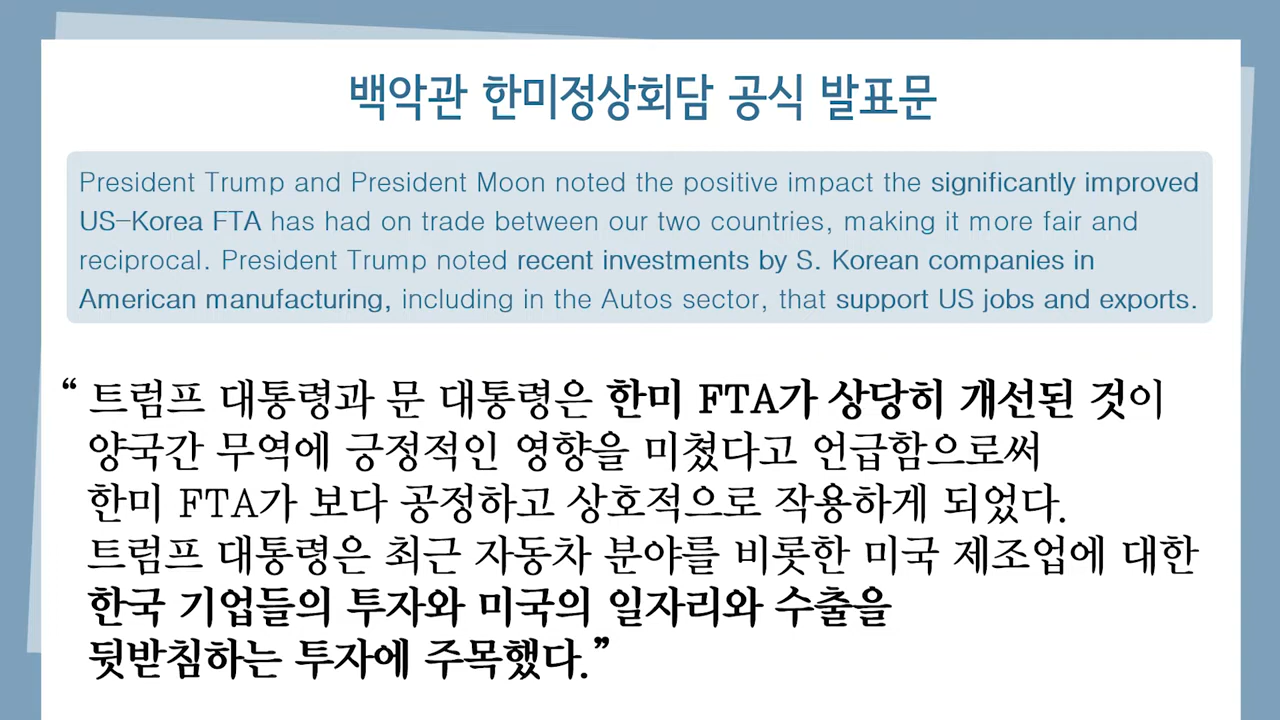 백악관 한미정상회담 공식 발표문
President Trump and President Moon noted the positive impact the significantly improved
US-Korea FTA has had on trade between our two countries, making it more fair and
reciprocal. President Trump noted recent investments by S. Korean companies in
American manufacturing, including in the Autos sector, that support US jobs and exports.
“ 트럼프 대통령과 문 대통령은 한미 FTA가 상당히 개선된 것이
양국간 무역에 긍정적인 영향을 미쳤다고 언급함으로써
한미 FTA가 보다 공정하고 상호적으로 작용하게 되었다.
트럼프 대통령은 최근 자동차 분야를 비롯한 미국 제조업에 대한
한국 기업들의 투자와 미국의 일자리와 수출을
뒷받침하는 투자에 주목했다.”